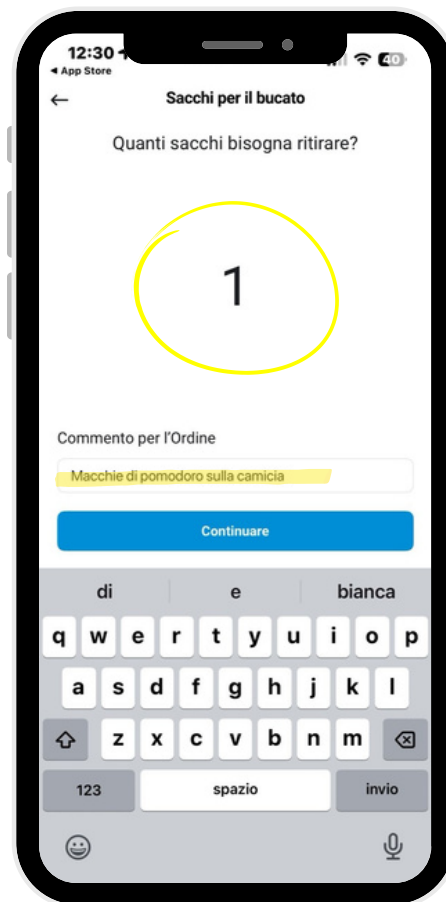 12:30
◀ App Store
40
← Sacchi per il bucato
Quanti sacchi bisogna ritirare?
1
Commento per l'Ordine
Macchie di pomodoro sulla camicia
Continuare
di e bianca
q w e r t y u i o p
a s d f g h j k l
z x c v b n m
123 spazio invio